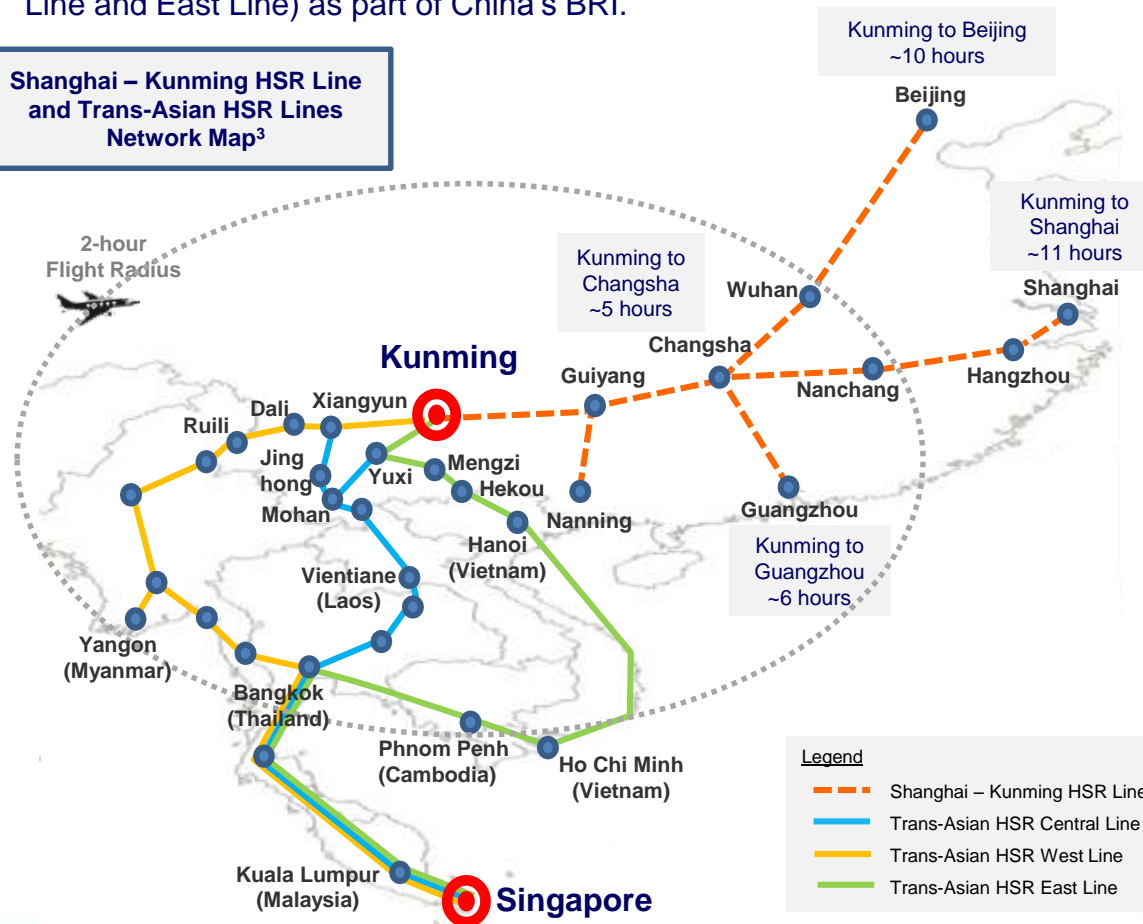 Line and East Line) as part of China's BRI.
Shanghai – Kunming HSR Line
and Trans-Asian HSR Lines
Network Map3
Kunming to Beijing
~10 hours
Beijing
Kunming to
Shanghai
~11 hours
Shanghai
2-hour
Flight Radius
Kunming to
Changsha
~5 hours
Wuhan
Changsha
Kunming
Guiyang
Nanchang
Hangzhou
Xiangyun
Dali
Ruili
Jing
hong
Yuxi
Mengzi
Hekou
Mohan
Nanning
Guangzhou
Hanoi
(Vietnam)
Kunming to
Guangzhou
~6 hours
Vientiane
(Laos)
Yangon
(Myanmar)
Bangkok
(Thailand)
Phnom Penh
(Cambodia)
Ho Chi Minh
(Vietnam)
Kuala Lumpur
(Malaysia)
Singapore
Legend
Shanghai – Kunming HSR Line
Trans-Asian HSR Central Line
Trans-Asian HSR West Line
Trans-Asian HSR East Line